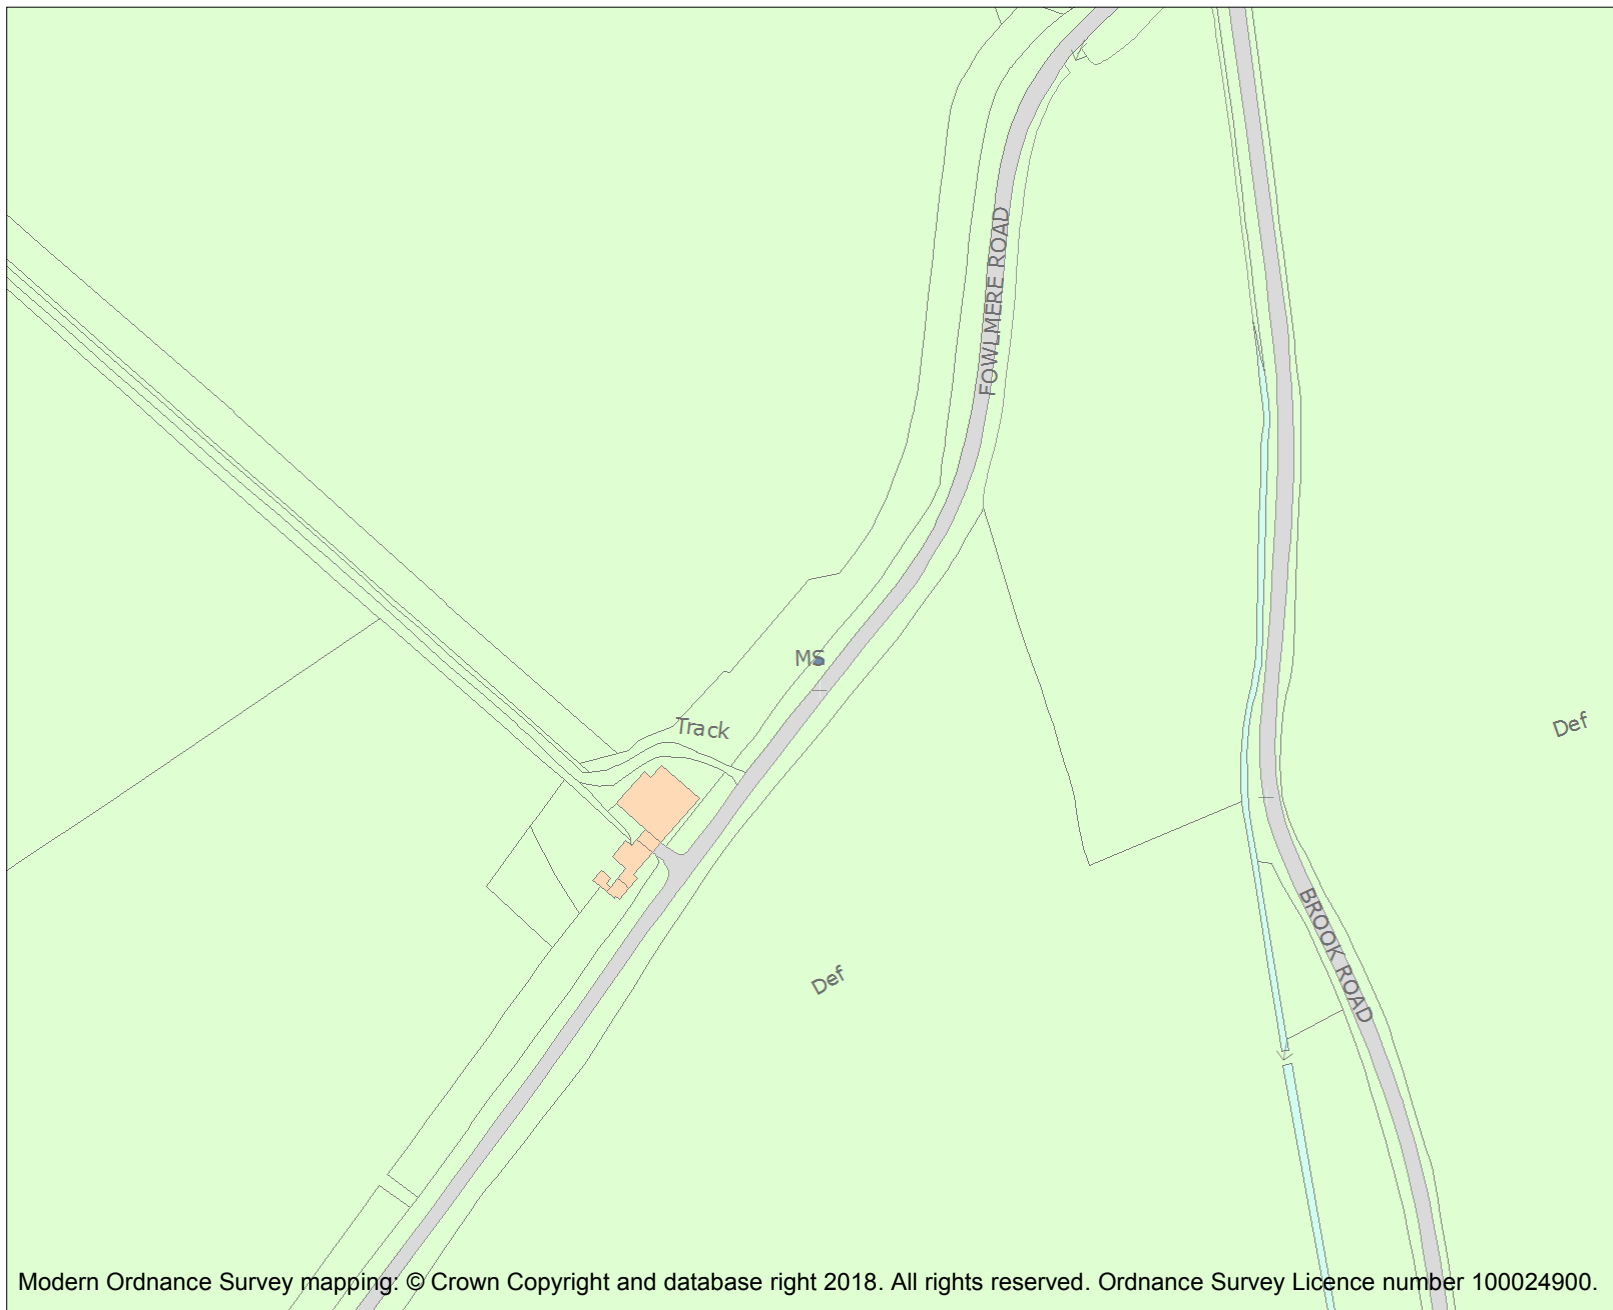 FOWLMERE ROAD
MS
Track
Def
Def
BROOK ROAD
Modern Ordnance Survey mapping: © Crown Copyright and database right 2018. All rights reserved. Ordnance Survey Licence number 100024900.